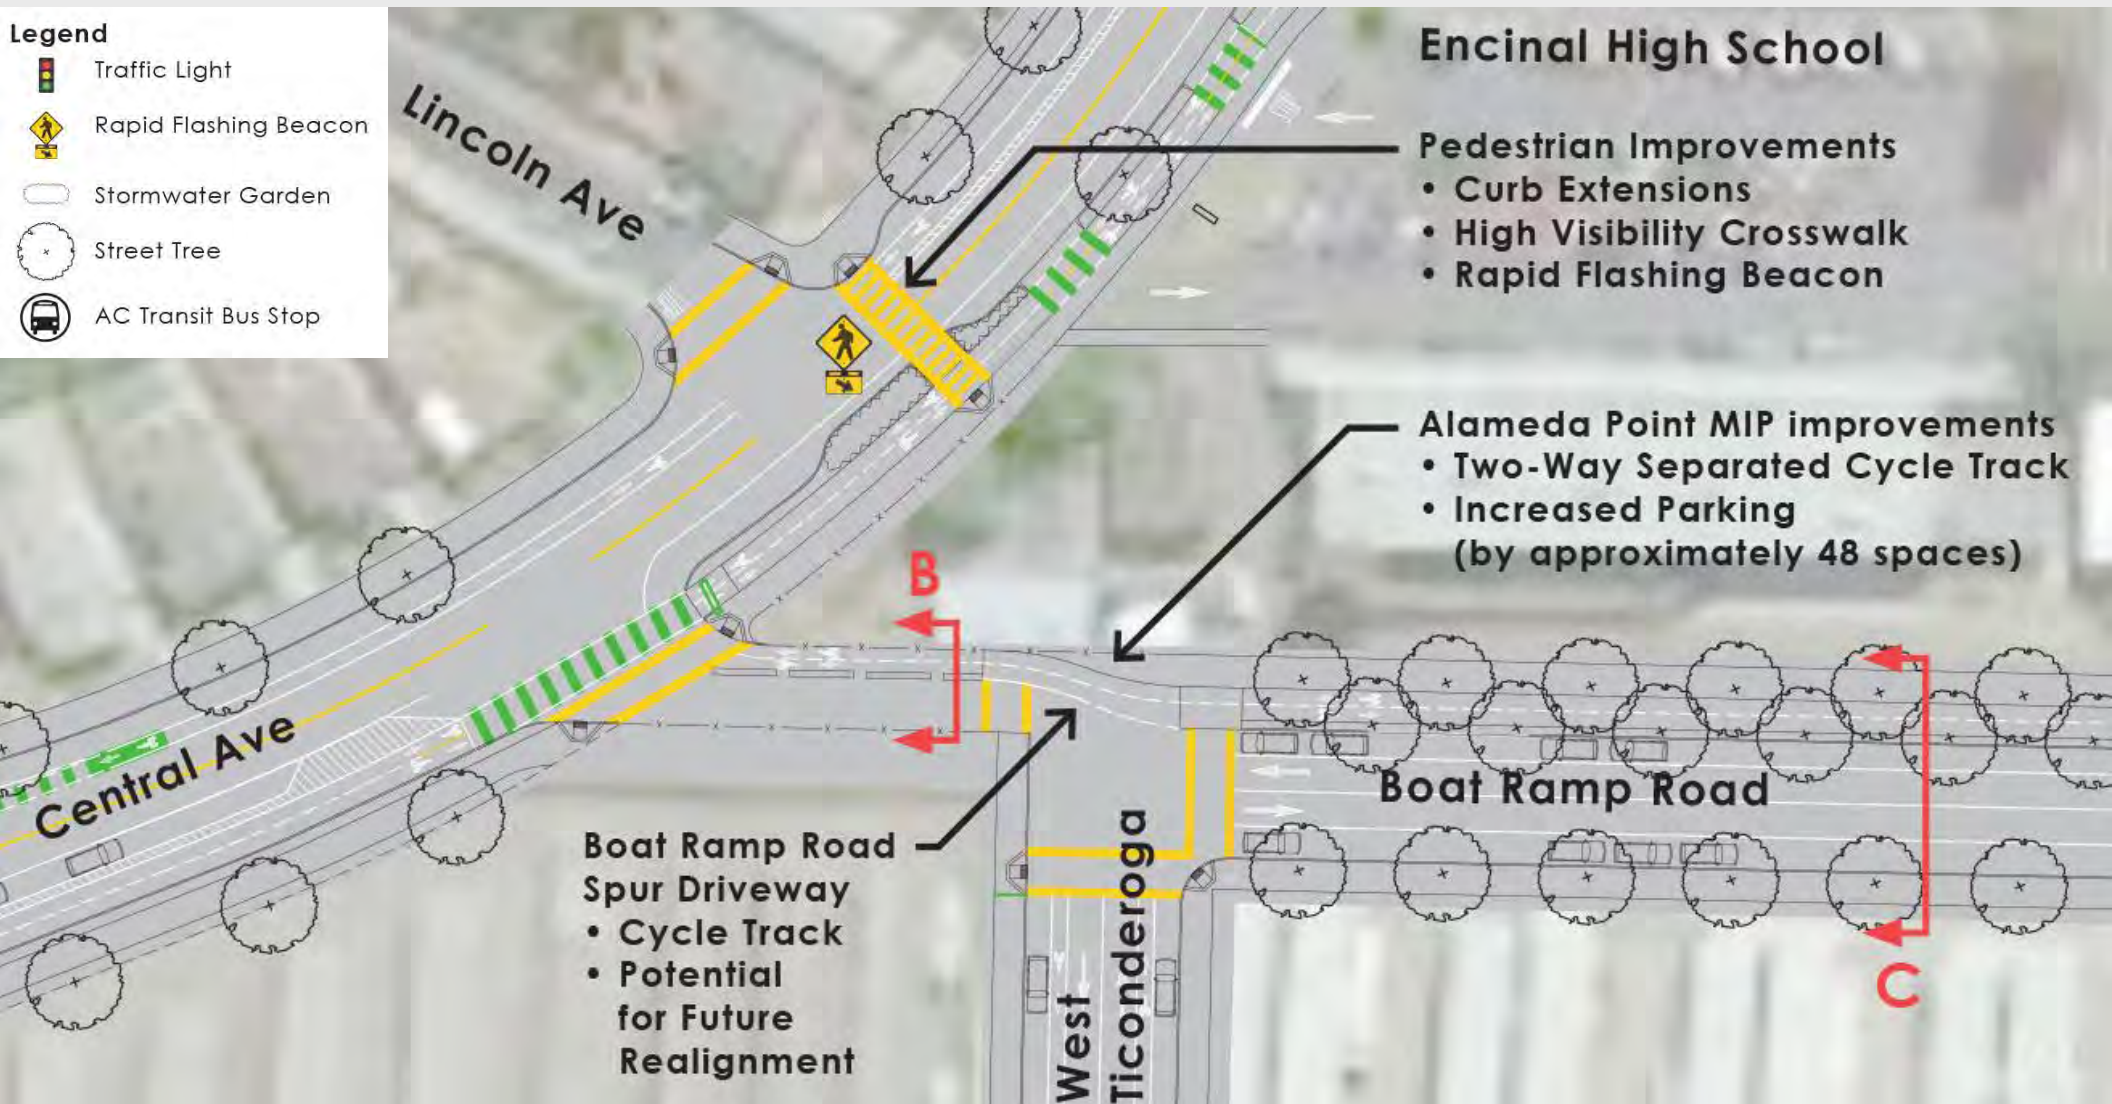 Legend
Traffic Light
Rapid Flashing Beacon
Stormwater Garden
Street Tree
AC Transit Bus Stop
Lincoln Ave
Encinal High School
Pedestrian Improvements
• Curb Extensions
• High Visibility Crosswalk
• Rapid Flashing Beacon
Alameda Point MIP improvements
• Two-Way Separated Cycle Track
• Increased Parking
(by approximately 48 spaces)
B
Central Ave
Boat Ramp Road
Boat Ramp Road
Spur Driveway
• Cycle Track
• Potential
for Future
Realignment
West
Ticonderoga
C